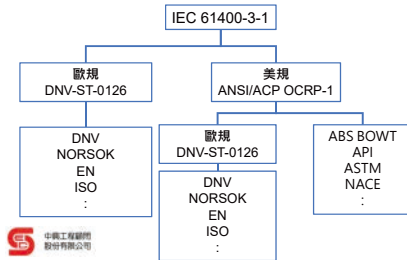 IEC 61400-3-1
歐規
DNV-ST-0126
美規
ANSI/ACP OCRP-1
DNV
NORSOK
EN
ISO
:
歐規
DNV-ST-0126
ABS BOWT
API
ASTM
NACE
:
DNV
NORSOK
EN
ISO
:
中興工程顧問
股份有限公司